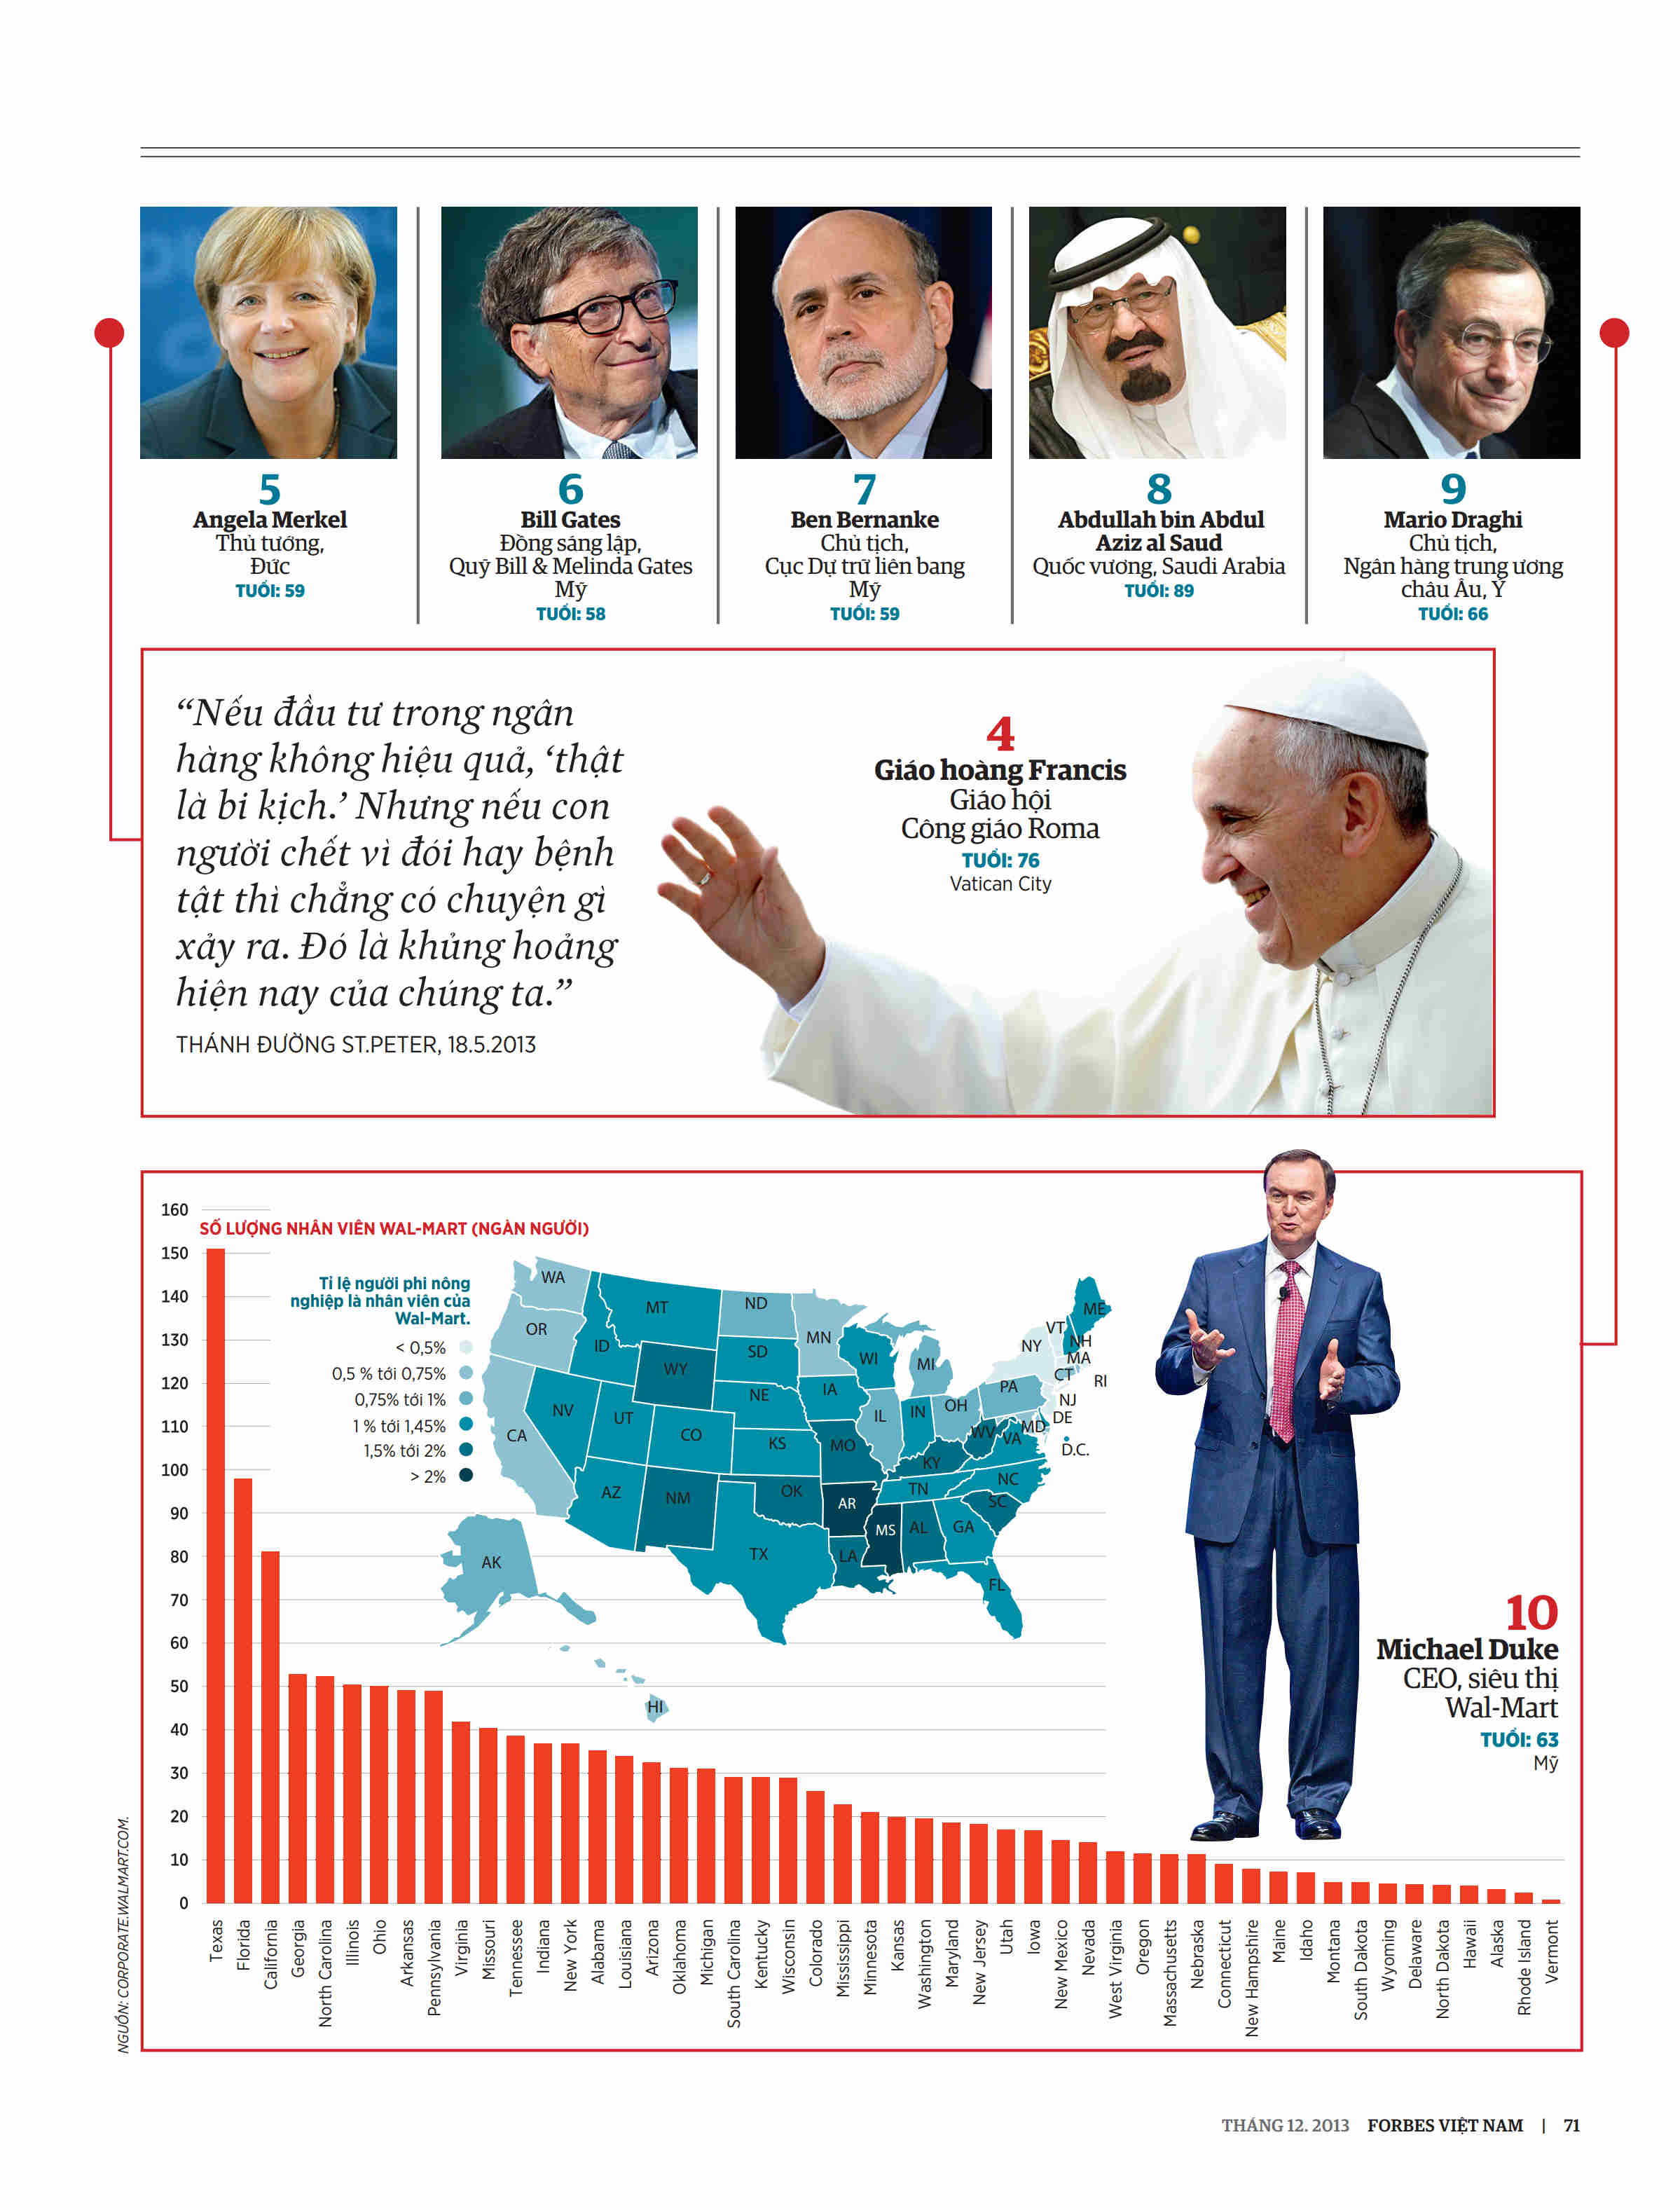 5
Angela Merkel
Thủ tướng,
Đức
TUỔI: 59
6
Bill Gates
Đồng sáng lập,
Quỹ Bill & Melinda Gates
Mỹ
TUỔI: 58
7
Ben Bernanke
Chủ tịch,
Cục Dự trữ liên bang
Mỹ
TUỔI: 59
8
Abdullah bin Abdul
Aziz al Saud
Quốc vương, Saudi Arabia
TUỔI: 89
9
Mario Draghi
Chủ tịch,
Ngân hàng trung ương
châu Âu, Ý
TUỔI: 66
“Nếu đầu tư trong ngân
hàng không hiệu quả, ‘thật
là bi kịch.’ Nhưng nếu con
người chết vì đói hay bệnh
tật thì chẳng có chuyện gì
xảy ra. Đó là khủng hoảng
hiện nay của chúng ta.”
THÁNH ĐƯỜNG ST.PETER, 18.5.2013
4
Giáo hoàng Francis
Giáo hội
Công giáo Roma
TUỔI: 76
Vatican City
SỐ LƯỢNG NHÂN VIÊN WAL-MART (NGÀN NGƯỜI)
160
150
140
130
120
110
100
90
80
70
60
50
40
30
20
10
0
Tỉ lệ người phi nông
nghiệp là nhân viên của
Wal-Mart.
< 0,5%
0,5 % tới 0,75%
0,75% tới 1%
1 % tới 1,45%
1,5% tới 2%
> 2%
WA
OR
CA
ID
NV
MT
WY
UT
AZ
CO
NM
ND
SD
NE
KS
OK
TX
MN
IA
MO
AR
LA
WI
IL
MI
IN
OH
KY
TN
MS
AL
GA
FL
SC
NC
VA
WV
PA
NY
VT
NH
ME
MA
CT
RI
NJ
DE
MD
D.C.
AK
HI
Texas
Florida
California
Georgia
North Carolina
Illinois
Ohio
Arkansas
Pennsylvania
Virginia
Missouri
Tennessee
Indiana
New York
Alabama
Louisiana
Arizona
Oklahoma
Michigan
South Carolina
Kentucky
Wisconsin
Colorado
Mississippi
Minnesota
Kansas
Washington
Maryland
New Jersey
Utah
Iowa
New Mexico
Nevada
West Virginia
Oregon
Massachusetts
Nebraska
Connecticut
New Hampshire
Maine
Idaho
Montana
South Dakota
Wyoming
Delaware
North Dakota
Hawaii
Alaska
Rhode Island
Vermont
10
Michael Duke
CEO, siêu thị
Wal-Mart
TUỔI: 63
Mỹ
NGUỒN: CORPORATE.WALMART.COM.
THÁNG 12. 2013 FORBES VIỆT NAM | 71